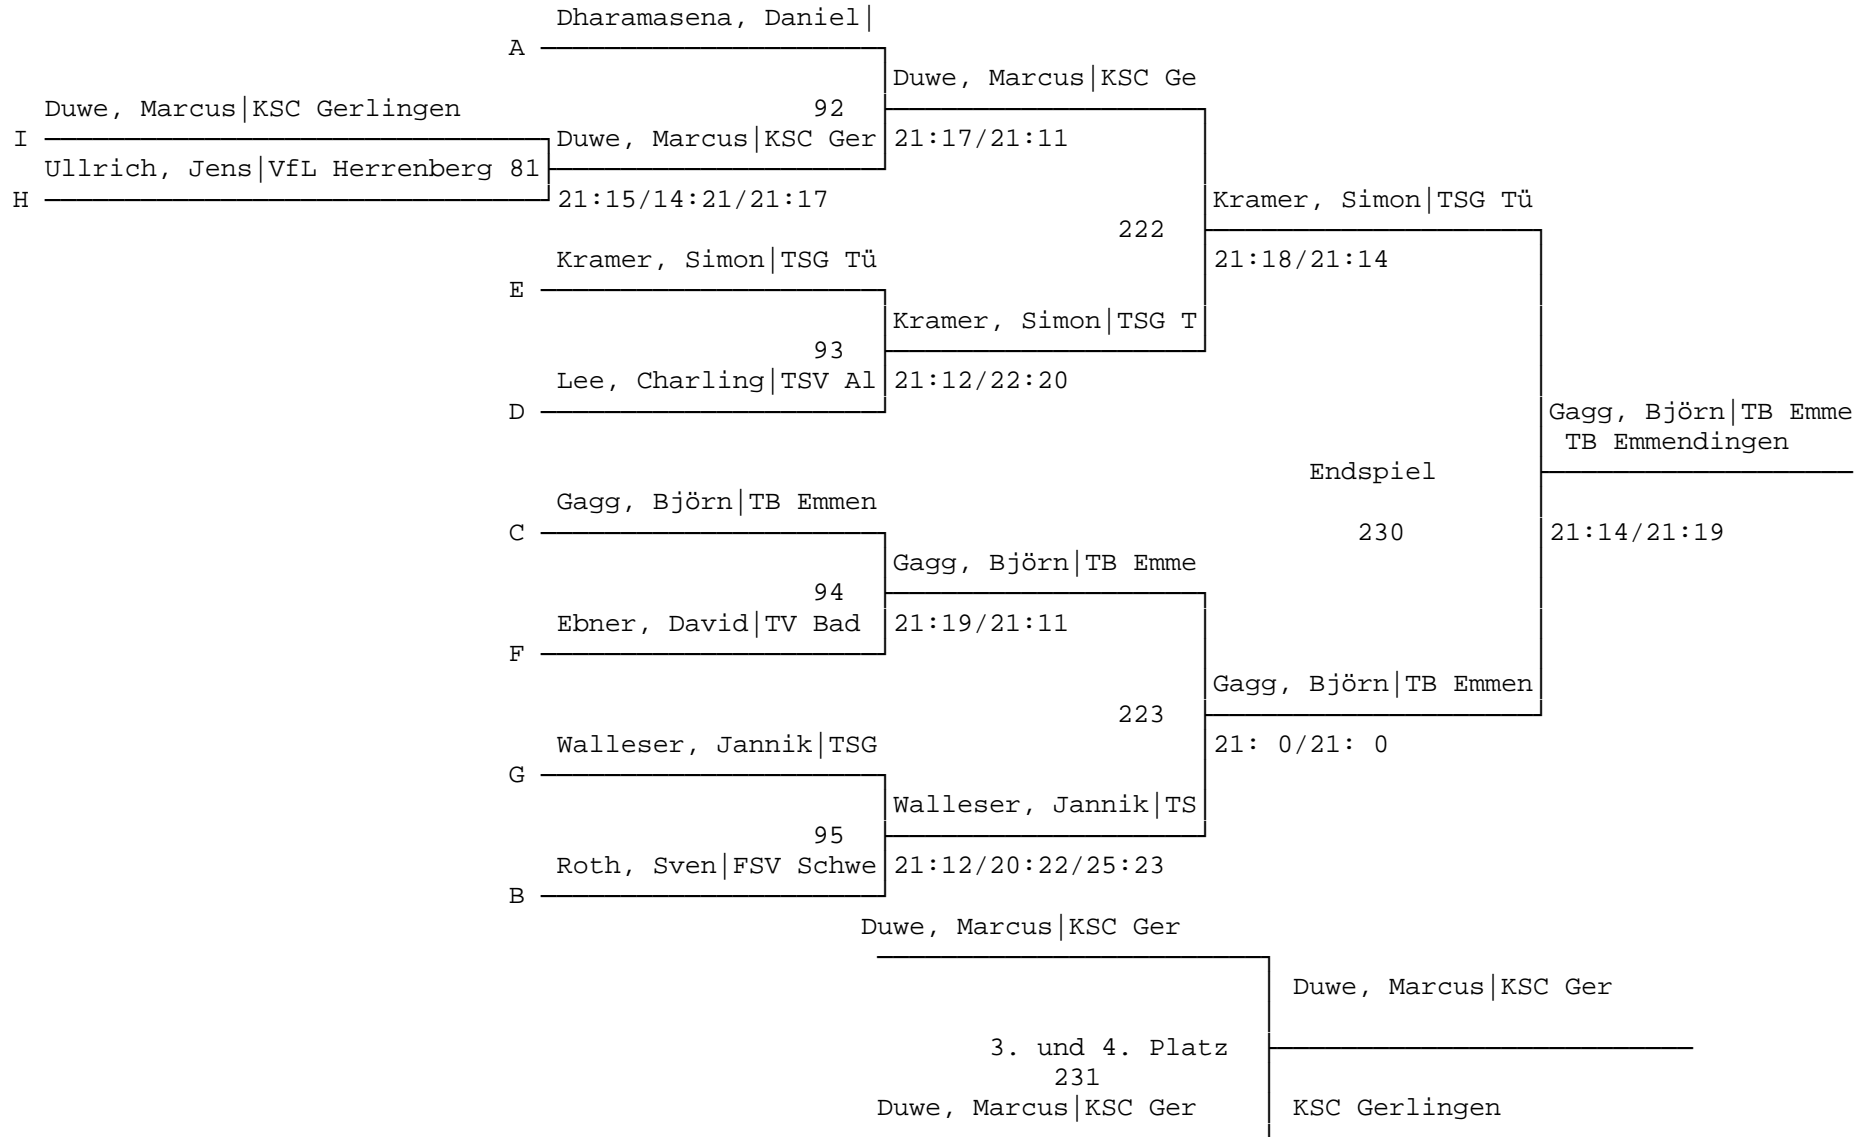 Dharamasena, Daniel|
A
Duwe, Marcus|KSC Ge
Duwe, Marcus|KSC Gerlingen 92
I Duwe, Marcus|KSC Ger 21:17/21:11
Ullrich, Jens|VfL Herrenberg 81
H 21:15/14:21/21:17 Kramer, Simon|TSG Tü
222
Kramer, Simon|TSG Tü 21:18/21:14
E
Kramer, Simon|TSG T
93
Lee, Charling|TSV Al 21:12/22:20
D Gagg, Björn|TB Emme
TB Emmendingen
Endspiel
Gagg, Björn|TB Emmen
C 230 21:14/21:19
Gagg, Björn|TB Emme
94
Ebner, David|TV Bad 21:19/21:11
F
Gagg, Björn|TB Emmen
223
Walleser, Jannik|TSG 21: 0/21: 0
G
Walleser, Jannik|TS
95
Roth, Sven|FSV Schwe 21:12/20:22/25:23
B
Duwe, Marcus|KSC Ger
Duwe, Marcus|KSC Ger
3. und 4. Platz
231
Duwe, Marcus|KSC Ger KSC Gerlingen